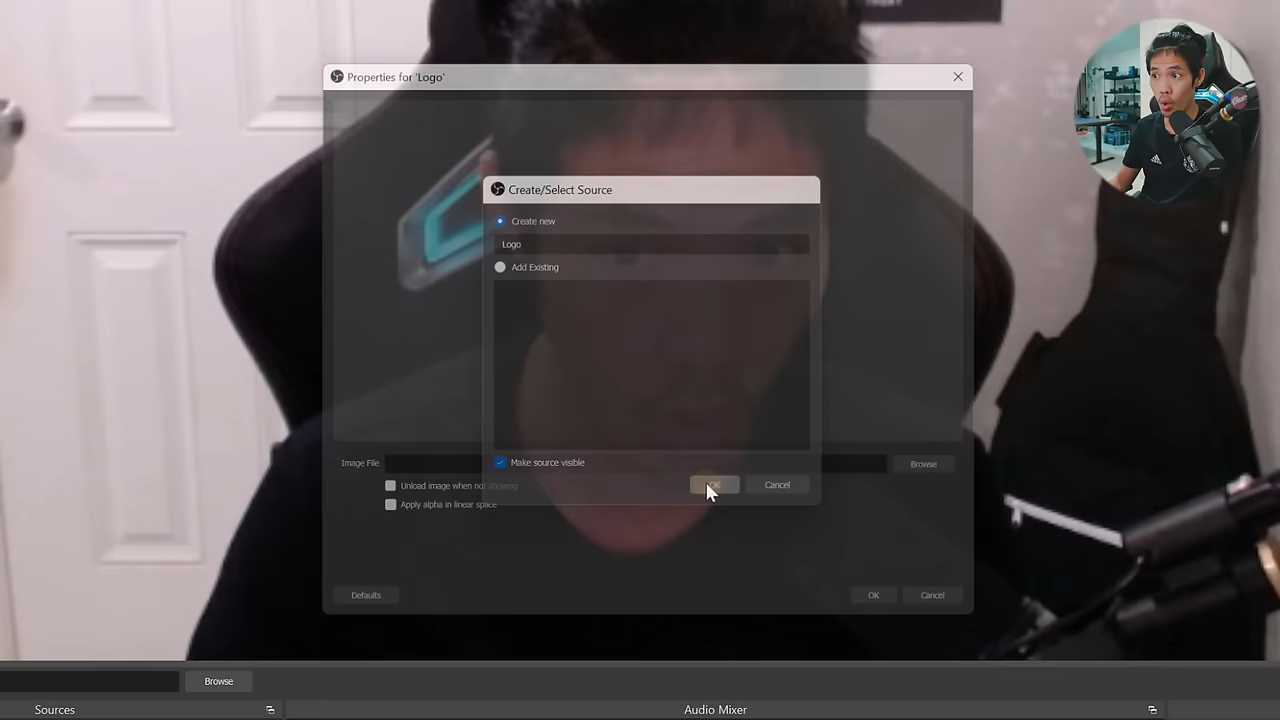 Properties for 'Logo'
Create/Select Source
Create new
Logo
Add Existing
Make source visible
OK
Cancel
Image File
Browse
Unload image when not showing
Apply alpha in linear space
Defaults
OK
Cancel
Browse
Sources
Audio Mixer